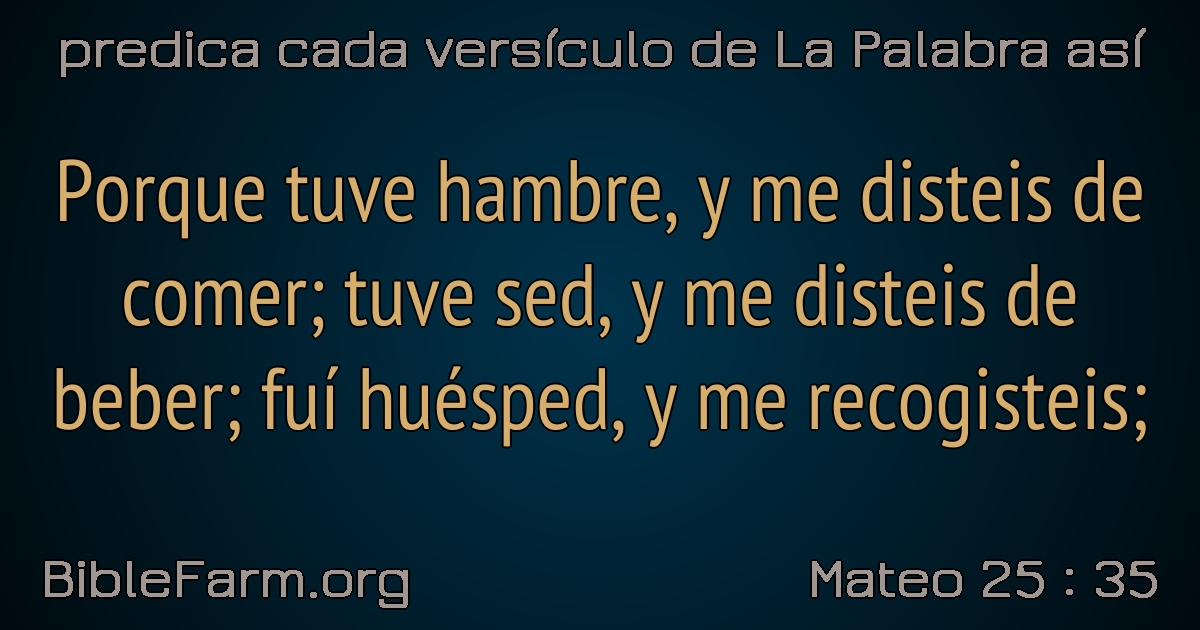 predica cada versículo de La Palabra así
Porque tuve hambre, y me disteis de
comer; tuve sed, y me disteis de
beber; fuí huésped, y me recogisteis;
BibleFarm.org
Mateo 25 : 35